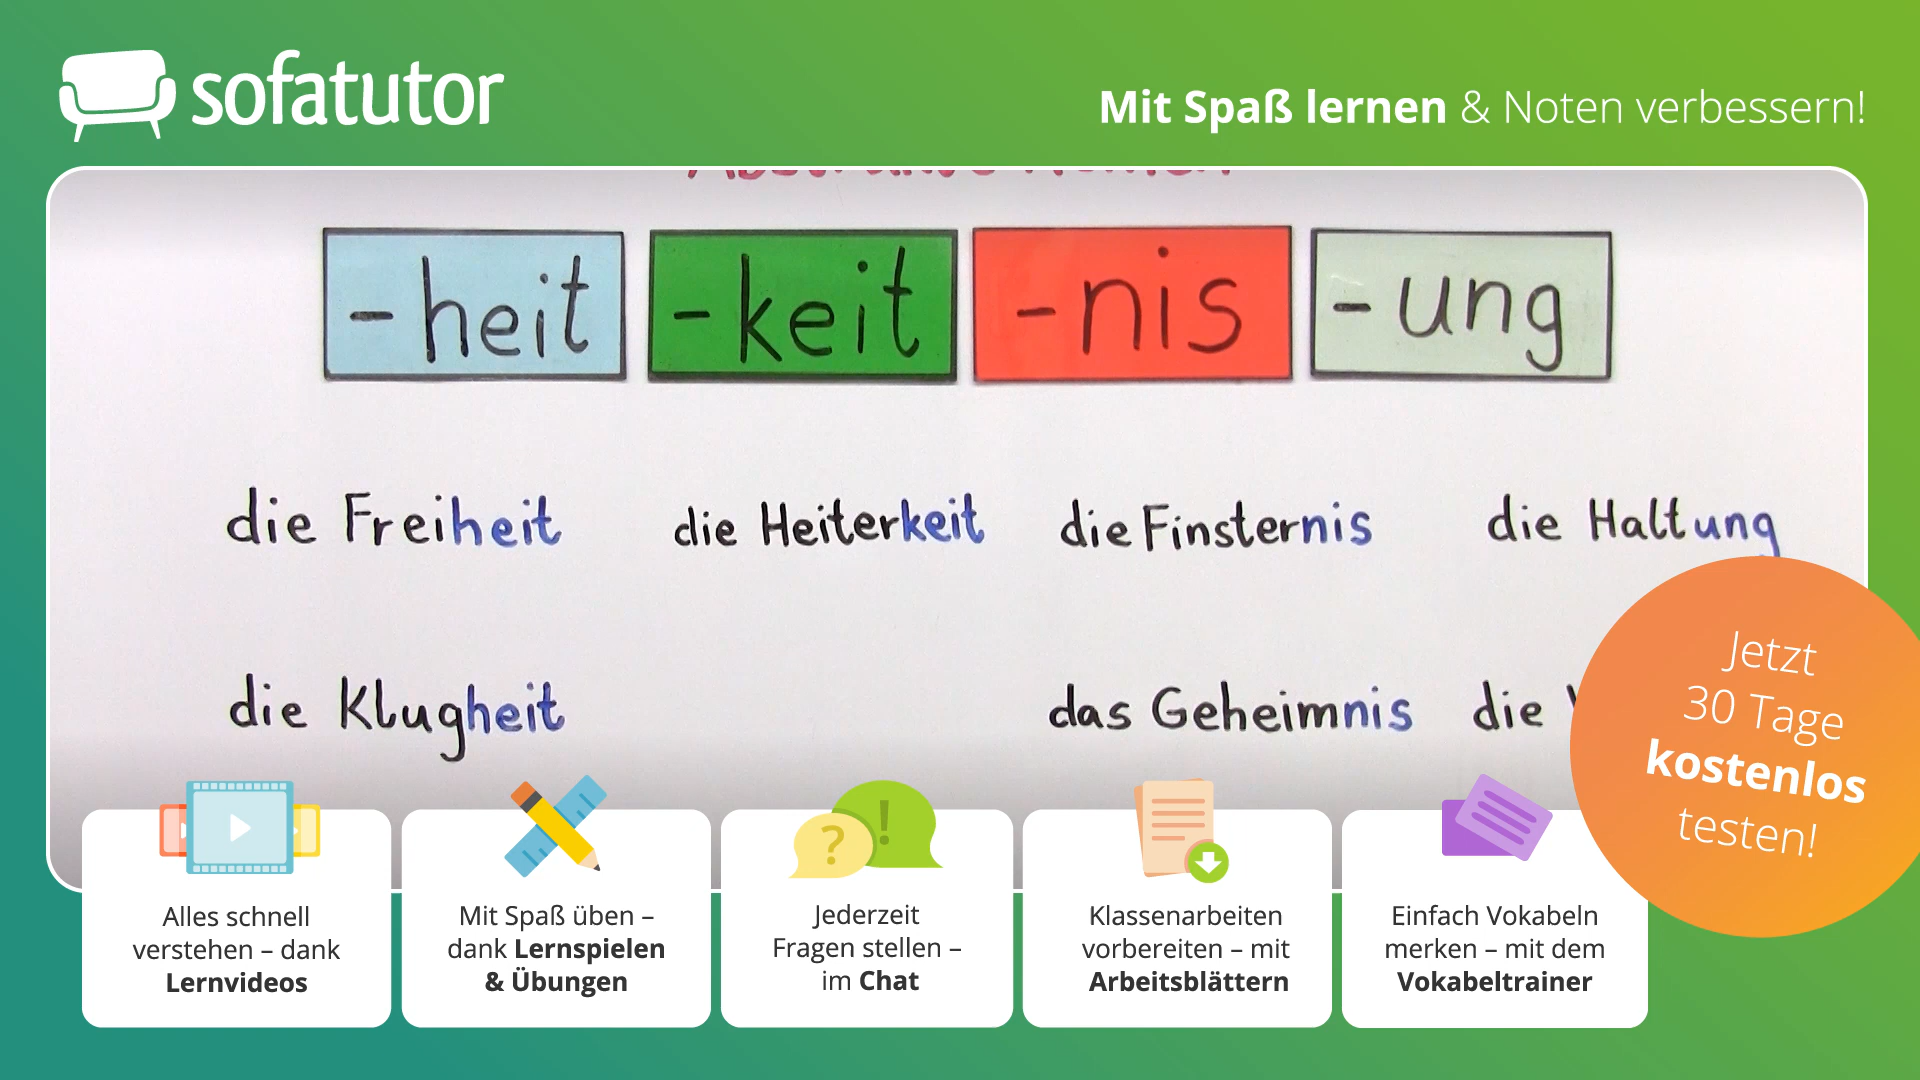 sofatutor
Mit Spaß lernen & Noten verbessern!
-heit
-keit
-nis
-ung
die Freiheit
die Heiterkeit
die Finsternis
die Haltung
die Klugheit
das Geheimnis
die
Jetzt
30 Tage
kostenlos
testen!
Alles schnell
verstehen – dank
Lernvideos
Mit Spaß üben –
dank Lernspielen
& Übungen
Jederzeit
Fragen stellen –
im Chat
Klassenarbeiten
vorbereiten – mit
Arbeitsblättern
Einfach Vokabeln
merken – mit dem
Vokabeltrainer